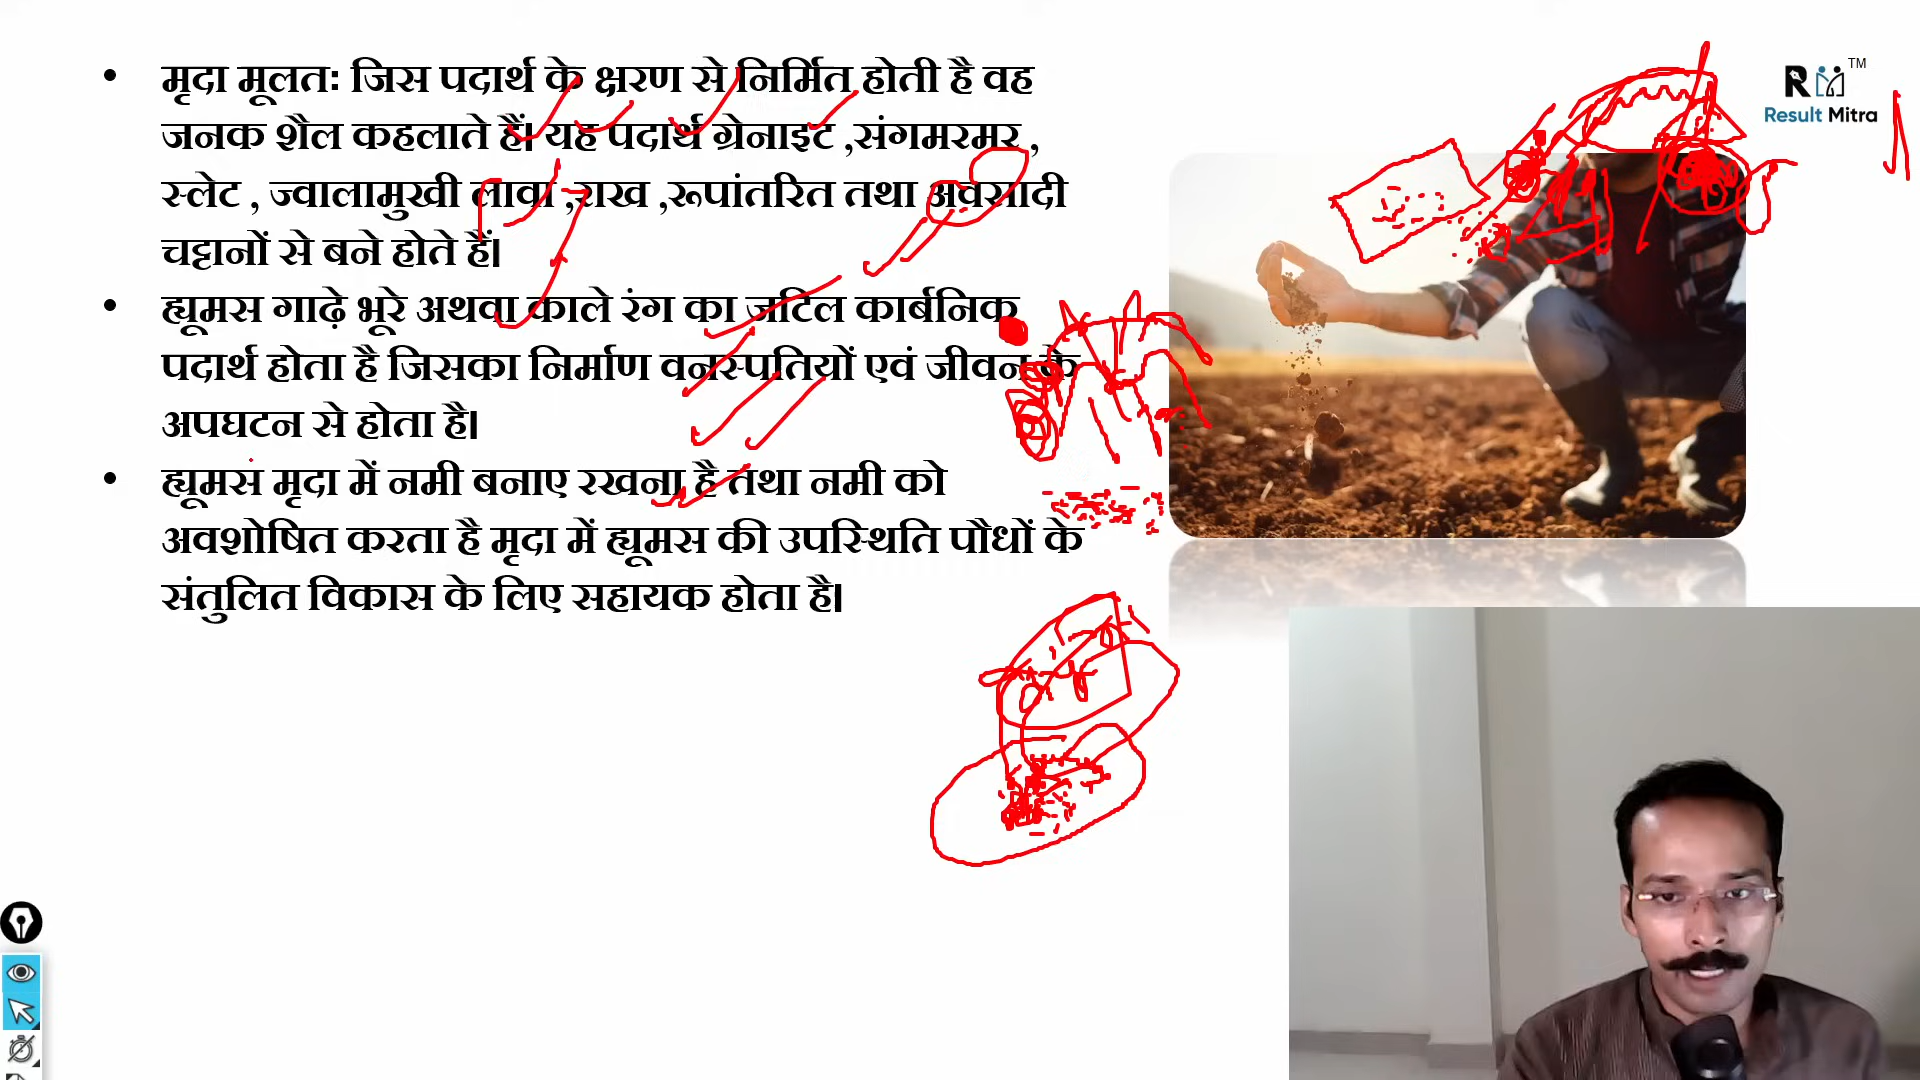 मृदा मूलतः जिस पदार्थ के क्षरण से निर्मित होती है वह
जनक शैल कहलाते हैं। यह पदार्थ ग्रेनाइट ,संगमरमर ,
स्लेट , ज्वालामुखी लावा ,राख ,रूपांतरित तथा अवसादी
चट्टानों से बने होते हैं।
ह्यूमस गाढ़े भूरे अथवा काले रंग का जटिल कार्बनिक
पदार्थ होता है जिसका निर्माण वनस्पतियों एवं जीवन के
अपघटन से होता है।
ह्यूमस मृदा में नमी बनाए रखना है तथा नमी को
अवशोषित करता है मृदा में ह्यूमस की उपस्थिति पौधों के
संतुलित विकास के लिए सहायक होता है।
R TM
Result Mitra